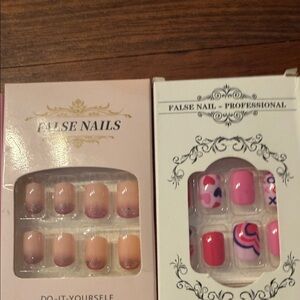 FALSE NAILS
DO-IT-YOURSELF
FALSE NAIL - PROFESSIONAL